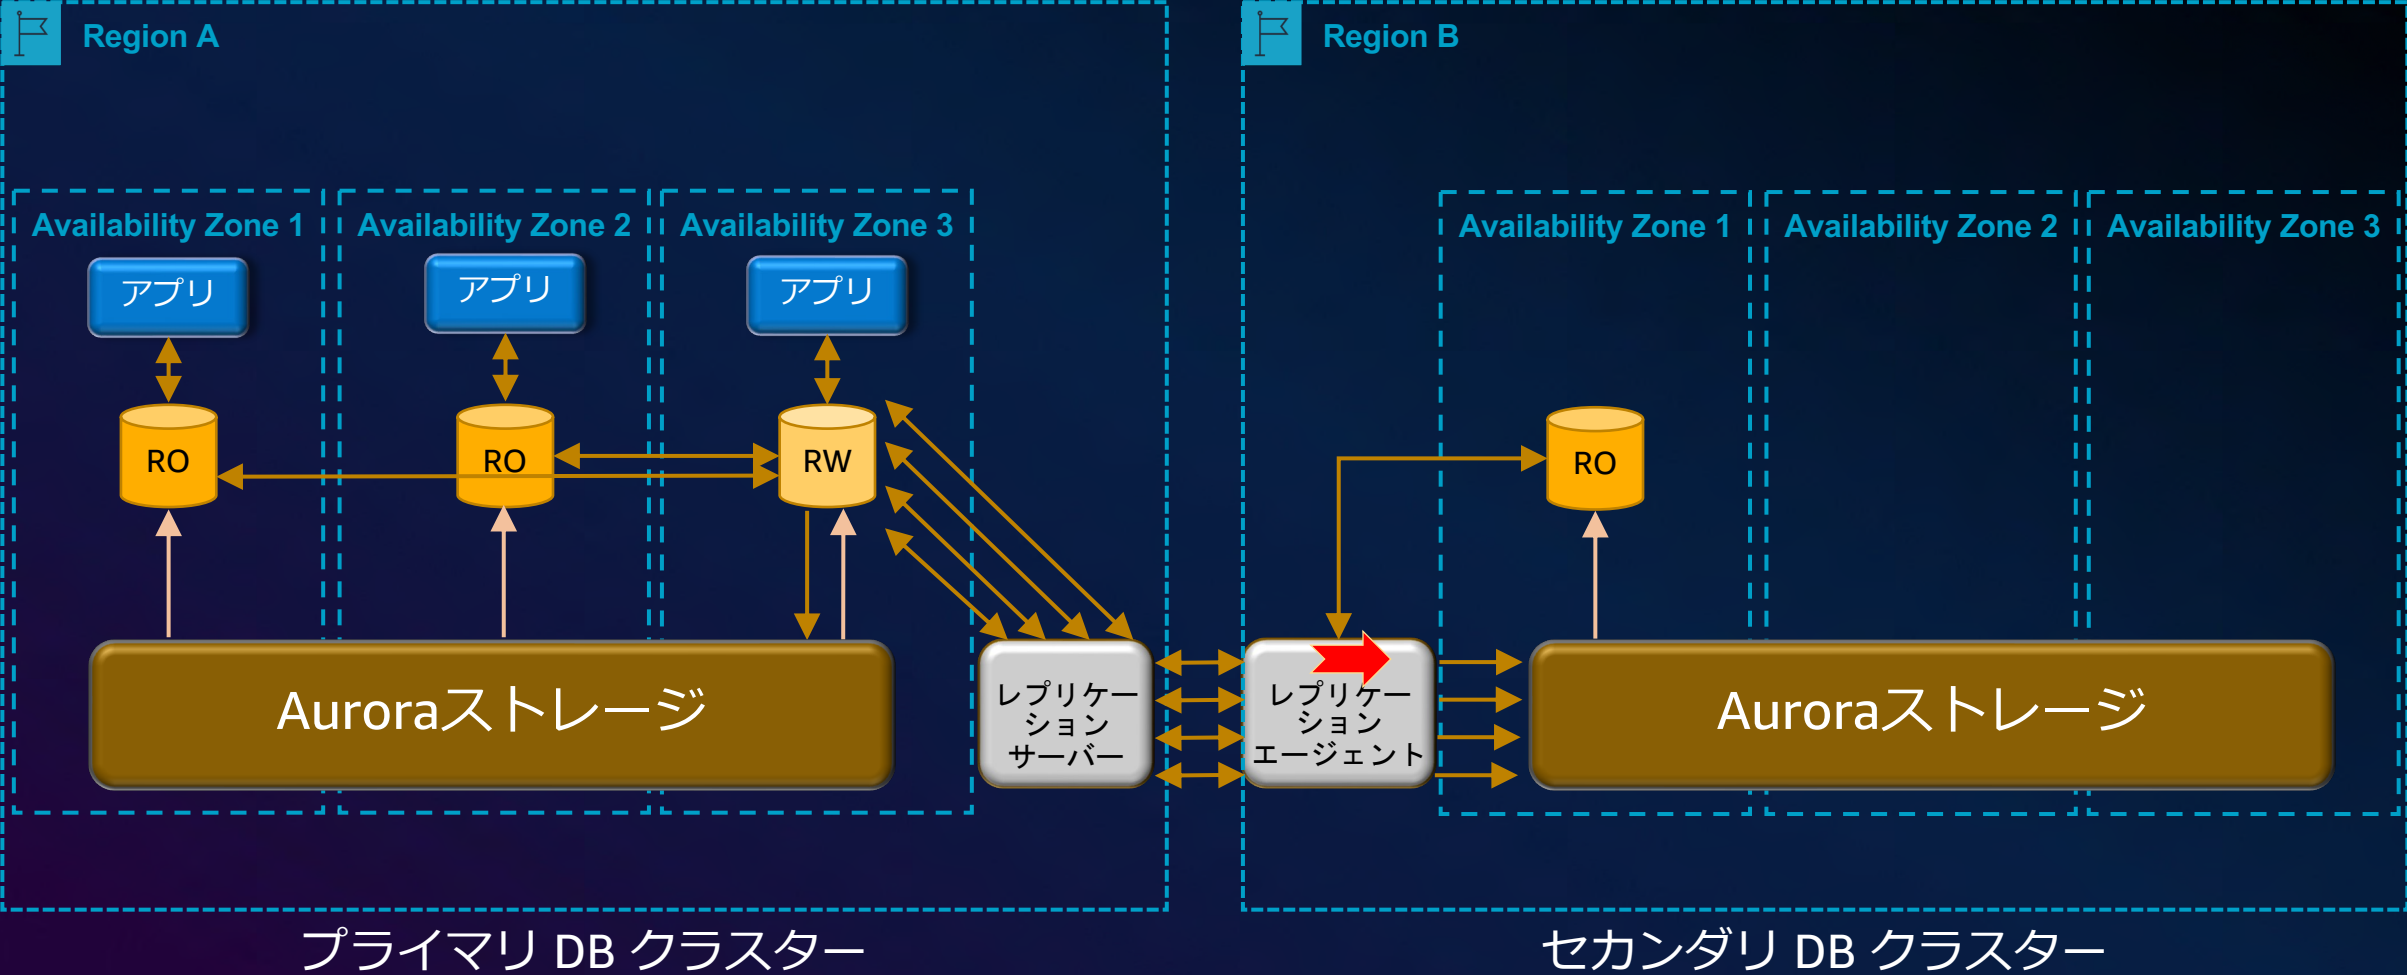 Region A
Availability Zone 1
Availability Zone 2
Availability Zone 3
アプリ
アプリ
アプリ
RO
RO
RW
Auroraストレージ
レプリケー
ション
サーバー
プライマリ DB クラスター
Region B
Availability Zone 1
Availability Zone 2
Availability Zone 3
RO
レプリケー
ション
エージェント
Auroraストレージ
セカンダリ DB クラスター